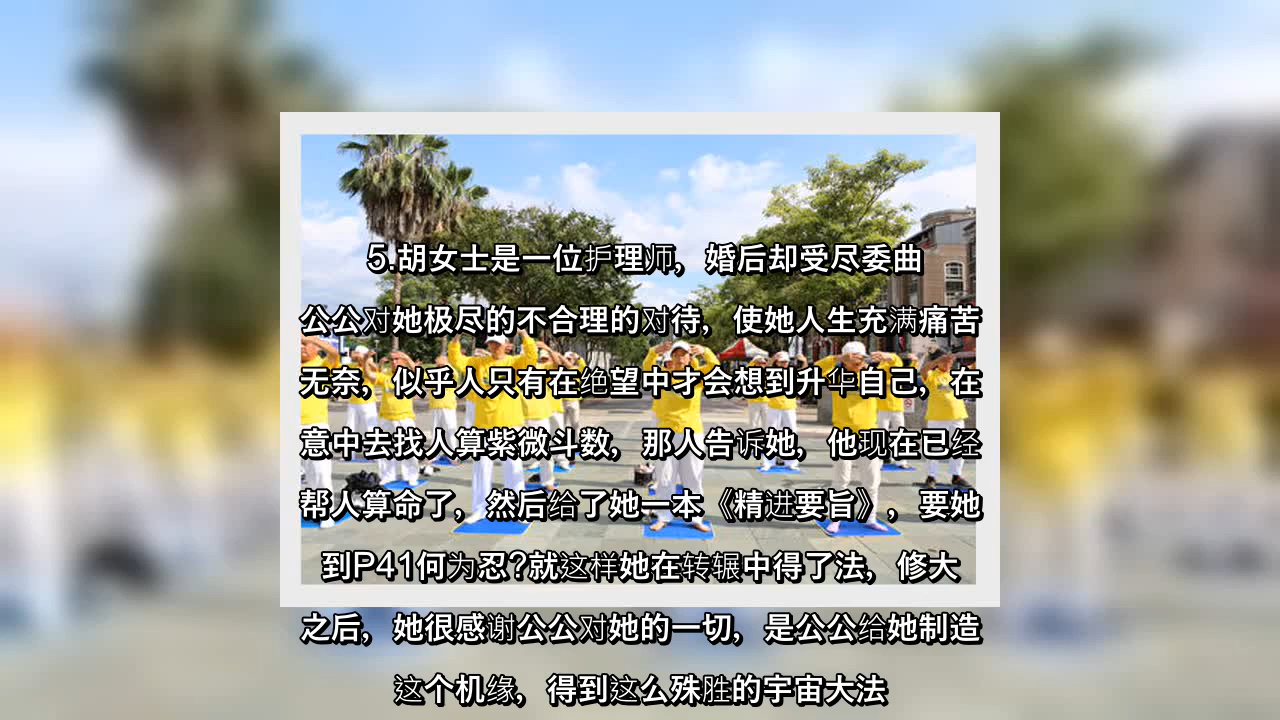 5.胡女士是一位护理师，婚后却受尽委曲
公公对她极尽的不合理的对待，使她人生充满痛苦
无奈，似乎人只有在绝望中才会想到升华自己，在
意中去找人算紫微斗数，那人告诉她，他现在已经
帮人算命了，然后给了她一本《精进要旨》，要她
到P41何为忍?就这样她在转辗中得了法，修大
之后，她很感谢公公对她的一切，是公公给她制造
这个机缘，得到这么殊胜的宇宙大法